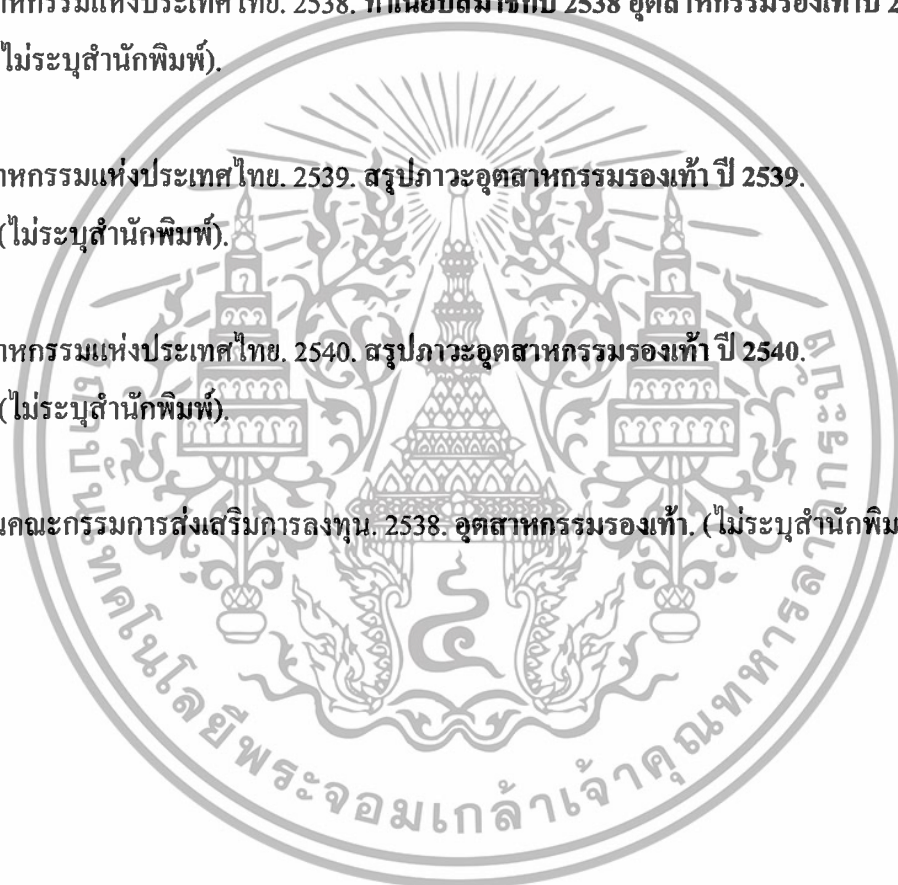 แห่งประเทศไทย. 2538. ทำเนียบสมาชิกปี 2538 อุตสาหกรรมรองเท้าปี
(ไม่ระบุสำนักพิมพ์).
าหกรรมแห่งประเทศไทย. 2539. สรุปภาวะอุตสาหกรรมรองเท้า ปี 2539.
(ไม่ระบุสำนักพิมพ์).
าหกรรมแห่งประเทศไทย. 2540. สรุปภาวะอุตสาหกรรมรองเท้า ปี 2540.
(ไม่ระบุสำนักพิมพ์).
นคณะกรรมการส่งเสริมการลงทุน. 2538. อุตสาหกรรมรองเท้า. (ไม่ระบุสำนักพิม
สถาบันเทคโนโลยีพระจอมเกล้าเจ้าคุณทหารลาดกระบัง